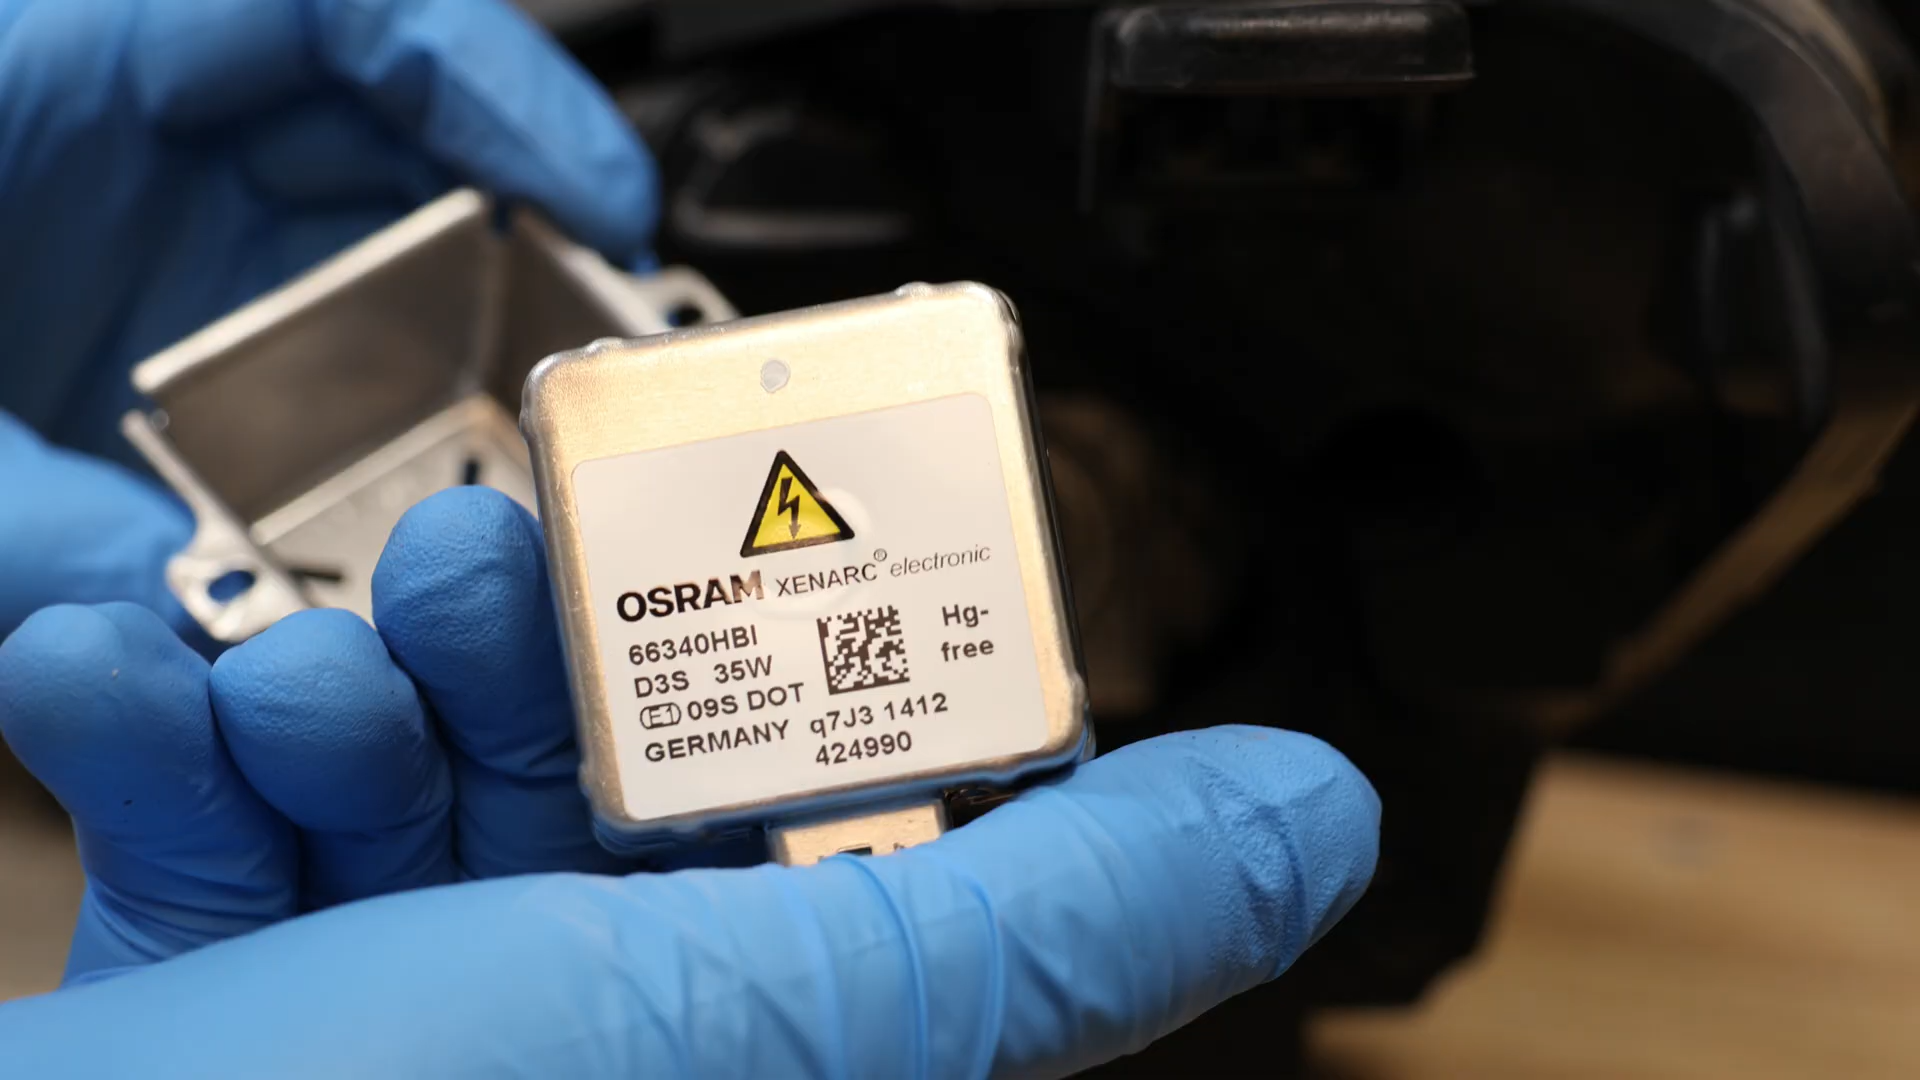 OSRAM XENARC® electronic
66340HBI
D3S 35W
E1 09S DOT
GERMANY
Hg-
free
q7J3 1412
424990